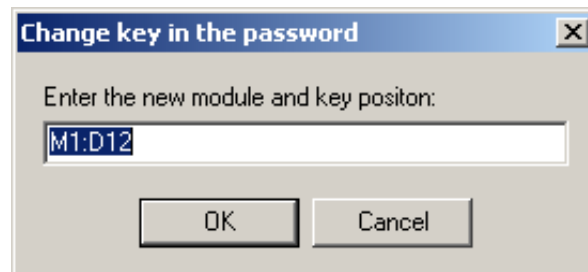 Change key in the password
Enter the new module and key positon:
M1:D12
OK Cancel